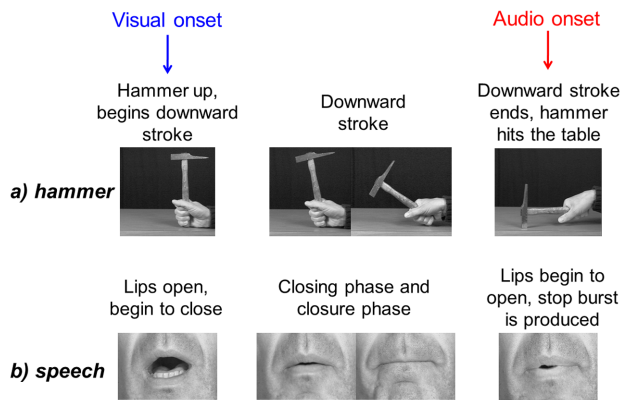 Visual onset
Audio onset
Hammer up,
begins downward
stroke
Downward
stroke
Downward stroke
ends, hammer
hits the table
a) hammer
Lips open,
begin to close
Closing phase and
closure phase
Lips begin to
open, stop burst
is produced
b) speech